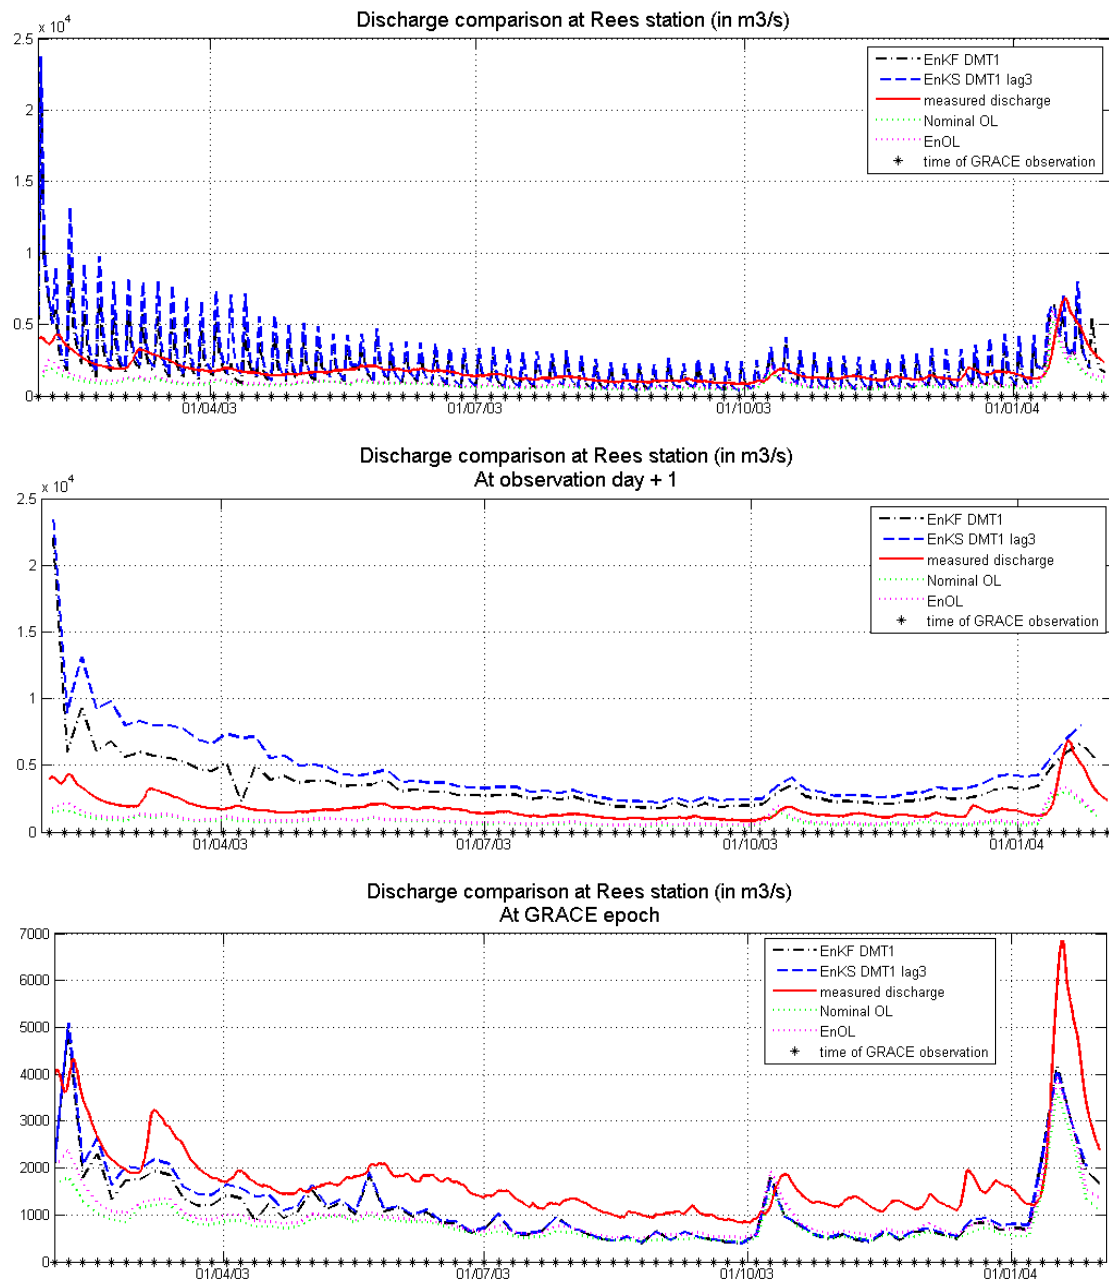 Discharge comparison at Rees station (in m3/s)
x 10⁴
2.5
2
1.5
1
0.5
0
01/04/03
01/07/03
01/10/03
01/01/04
EnKF DMT1
EnKS DMT1 lag3
measured discharge
Nominal OL
EnOL
time of GRACE observation
Discharge comparison at Rees station (in m3/s)
At observation day + 1
x 10⁴
2.5
2
1.5
1
0.5
0
01/04/03
01/07/03
01/10/03
01/01/04
EnKF DMT1
EnKS DMT1 lag3
measured discharge
Nominal OL
EnOL
time of GRACE observation
Discharge comparison at Rees station (in m3/s)
At GRACE epoch
7000
6000
5000
4000
3000
2000
1000
0
01/04/03
01/07/03
01/10/03
01/01/04
EnKF DMT1
EnKS DMT1 lag3
measured discharge
Nominal OL
EnOL
time of GRACE observation